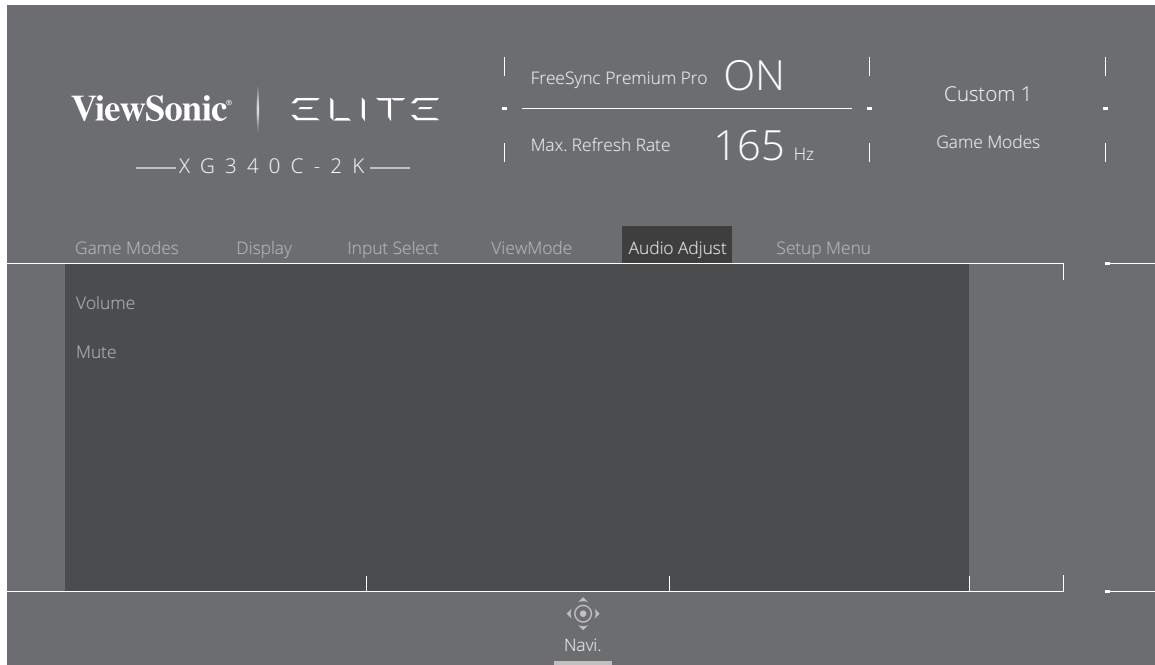 FreeSync Premium Pro ON
ViewSonic® ELITE
Custom 1
Max. Refresh Rate 165 Hz
Game Modes
XG340C-2K
Game Modes Display Input Select ViewMode Audio Adjust Setup Menu
Volume
Mute
Navi.